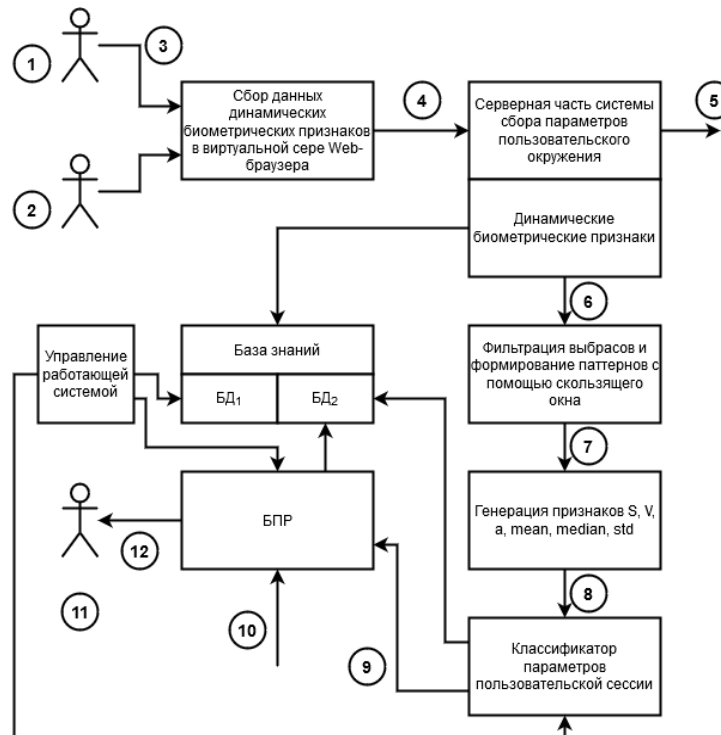 1
3
Сбор данных
динамических
биометрических признаков
в виртуальной сере Web-
браузера
4
Серверная часть системы
сбора параметров
пользовательского
окружения
5
2
Динамические
биометрические признаки
6
Управление
работающей
системой
База знаний
БД1
БД2
Фильтрация выбрасов и
формирование паттернов с
помощью скользящего
окна
7
БПР
12
11
10
Генерация признаков S, V,
a, mean, median, std
8
9
Классификатор
параметров
пользовательской сессии